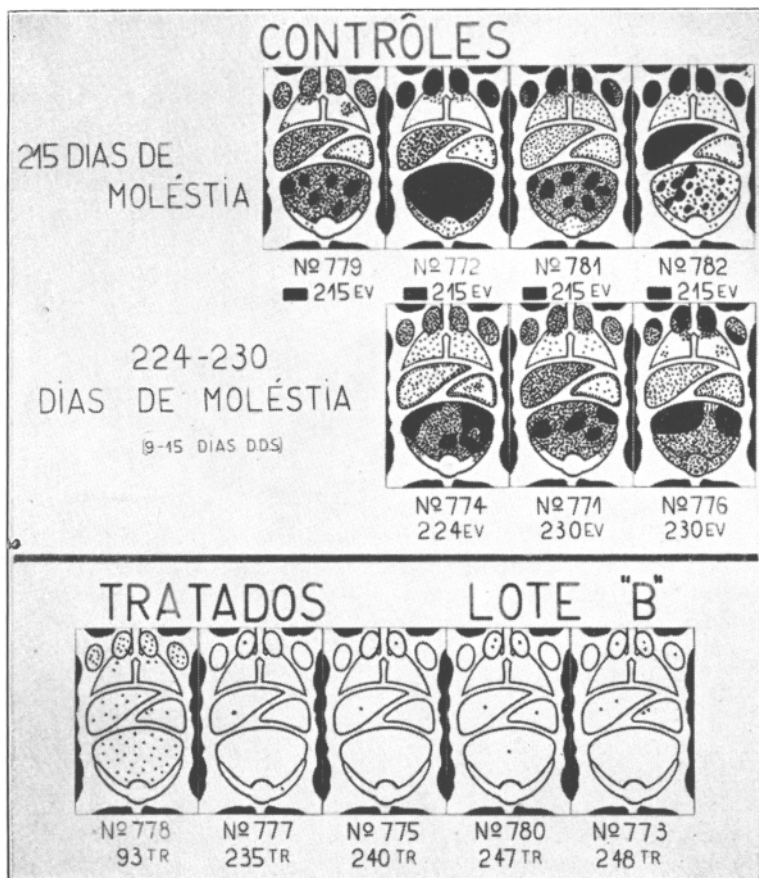 CONTRÔLES
215 DIAS DE
MOLÉSTIA
Nº 779 Nº 772 Nº 781 Nº 782
215 EV 215 EV 215 EV 215 EV
224-230
DIAS DE MOLÉSTIA
(9-15 DIAS D.D.S)
Nº 774 Nº 771 Nº 776
224 EV 230 EV 230 EV
TRATADOS LOTE "B"
Nº 778 Nº 777 Nº 775 Nº 780 Nº 773
93 TR 235 TR 240 TR 247 TR 248 TR